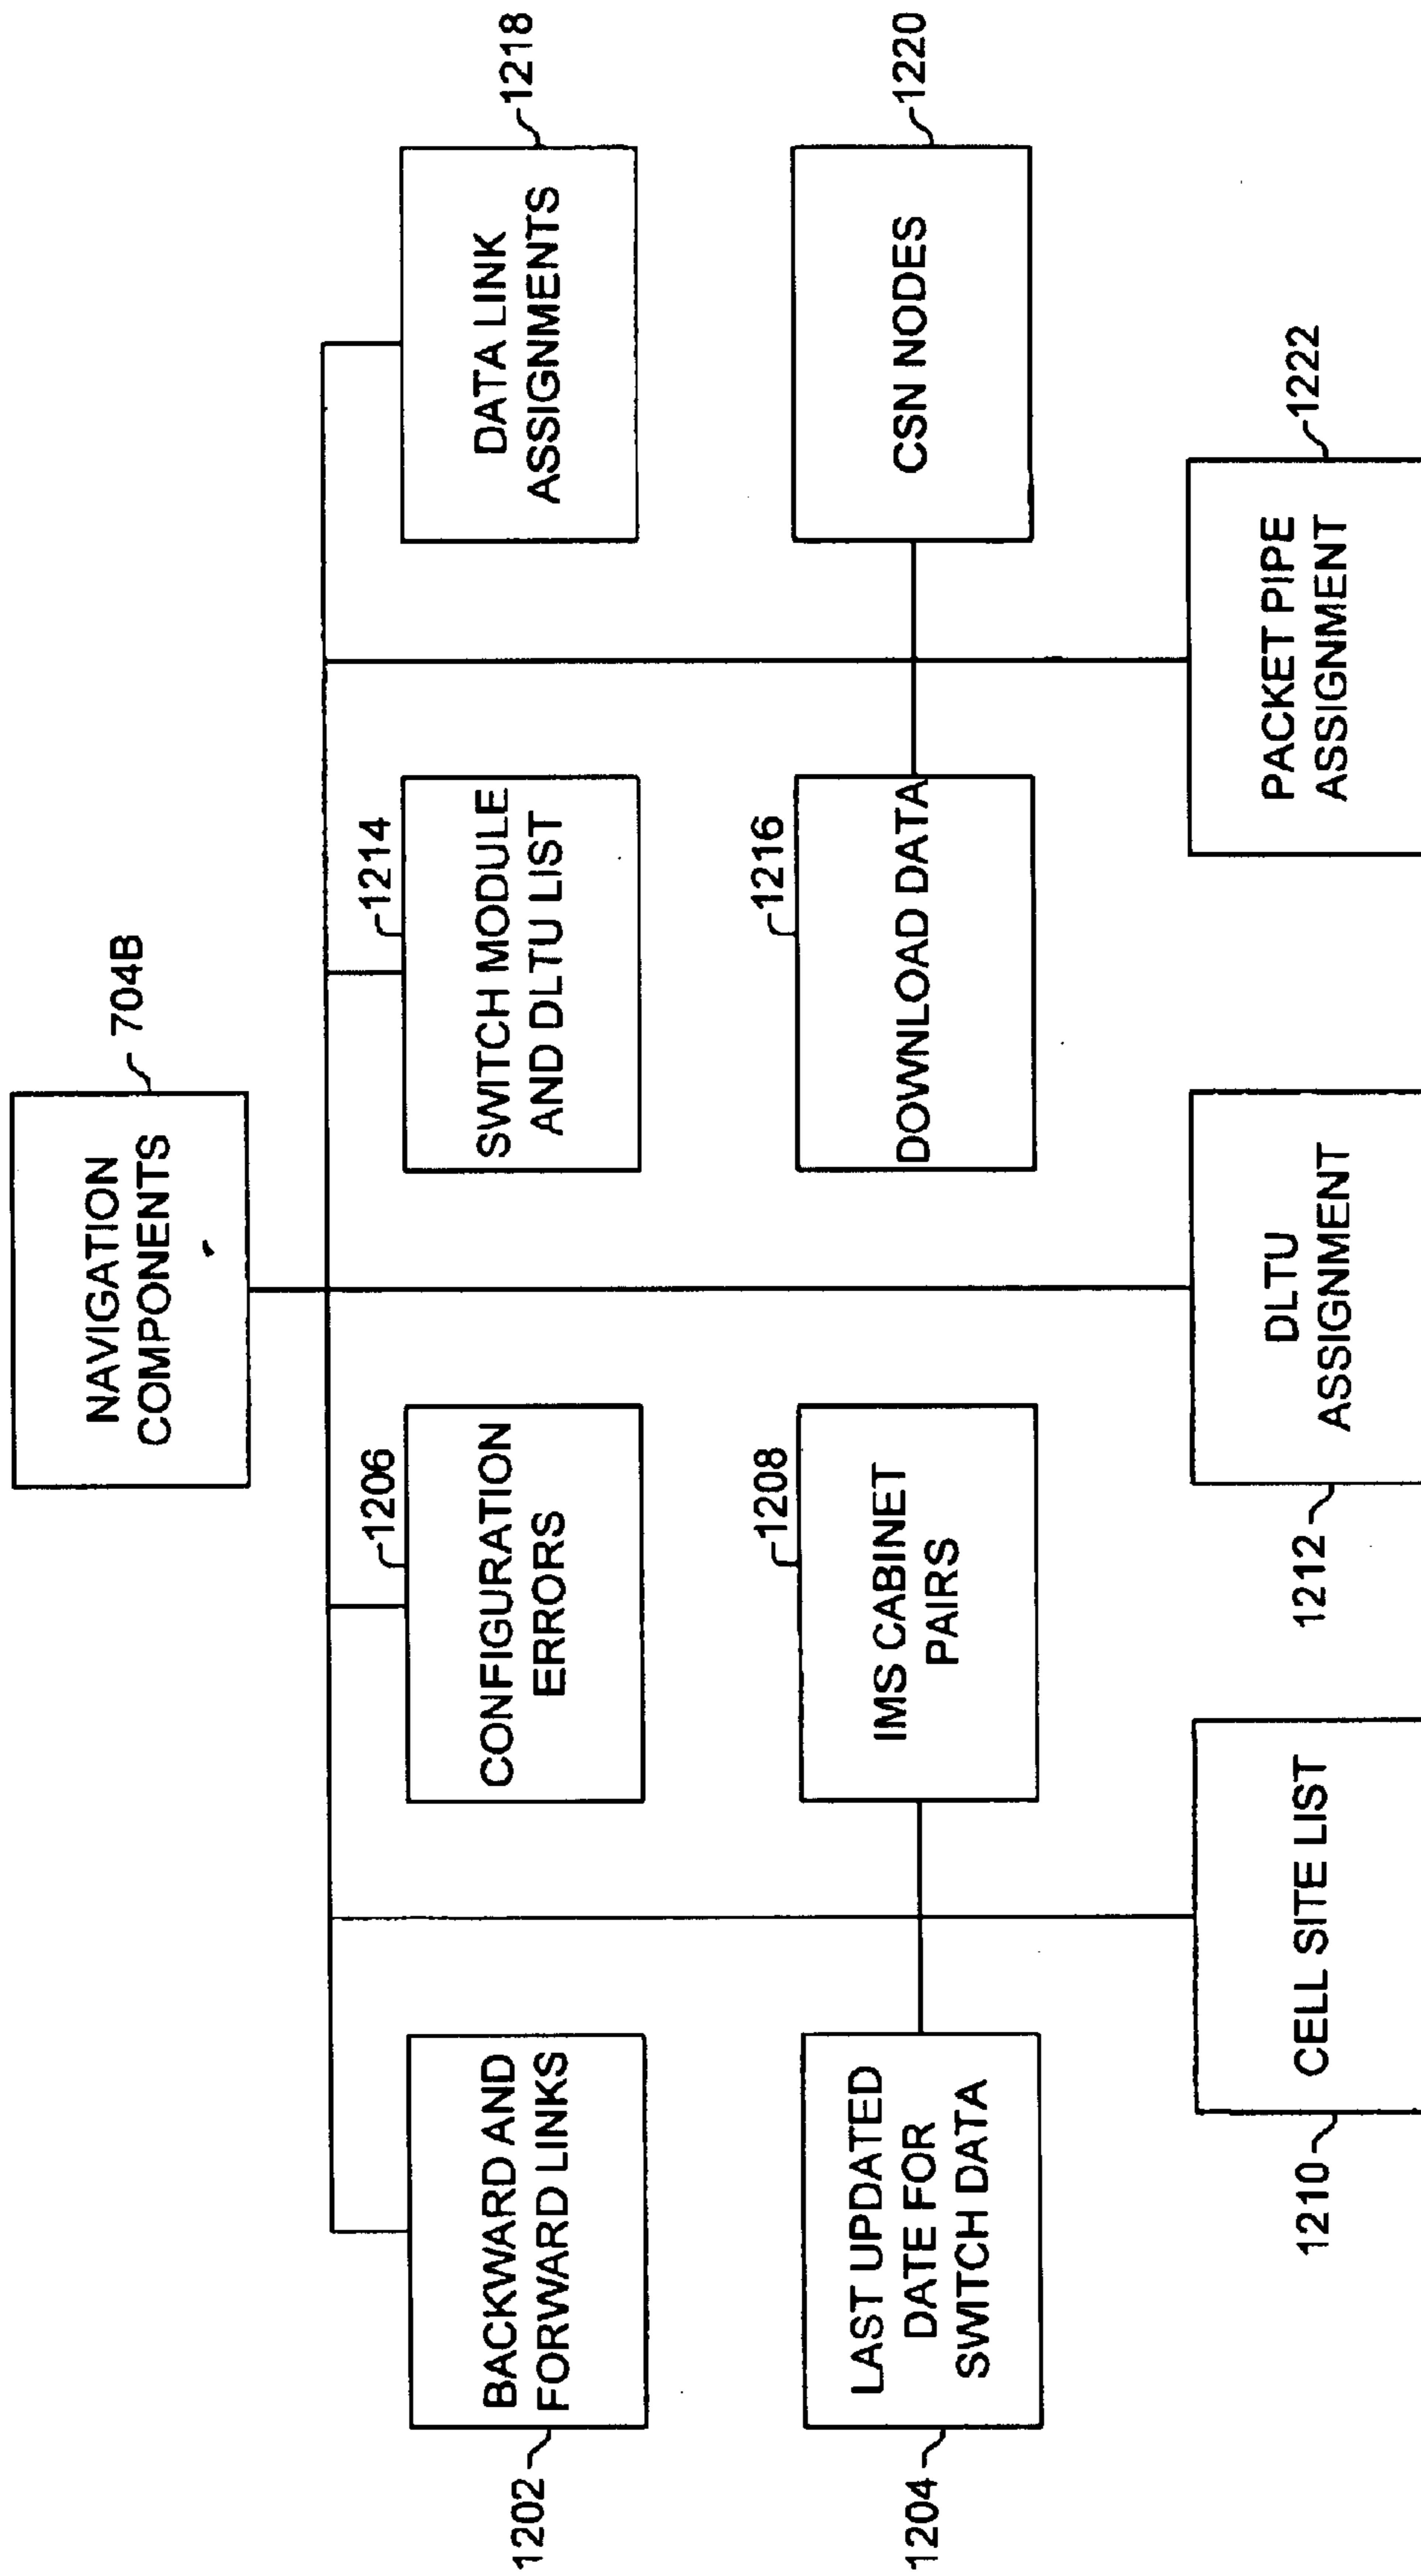 NAVIGATION
COMPONENTS
704B
BACKWARD AND
FORWARD LINKS
1202
CONFIGURATION
ERRORS
1206
SWITCH MODULE
AND DLTU LIST
1214
DATA LINK
ASSIGNMENTS
1218
LAST UPDATED
DATE FOR
SWITCH DATA
1204
IMS CABINET
PAIRS
1208
DOWNLOAD DATA
1216
CSN NODES
1220
CELL SITE LIST
1210
DLTU
ASSIGNMENT
1212
PACKET PIPE
ASSIGNMENT
1222